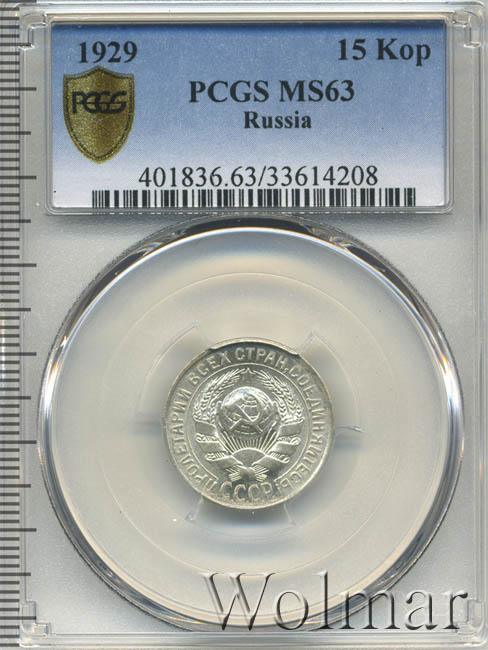 1929 15 Kop
PCGS PCGS MS63
Russia
401836.63/33614208
ПРОЛЕТАРИИ ВСЕХ СТРАН, СОЕДИНЯЙТЕСЬ!
СССР
Wolmar